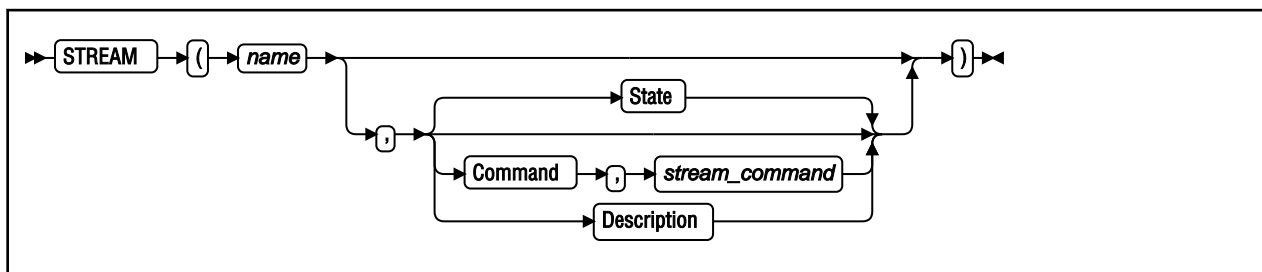 STREAM ( name )
State
,
Command , stream_command
Description